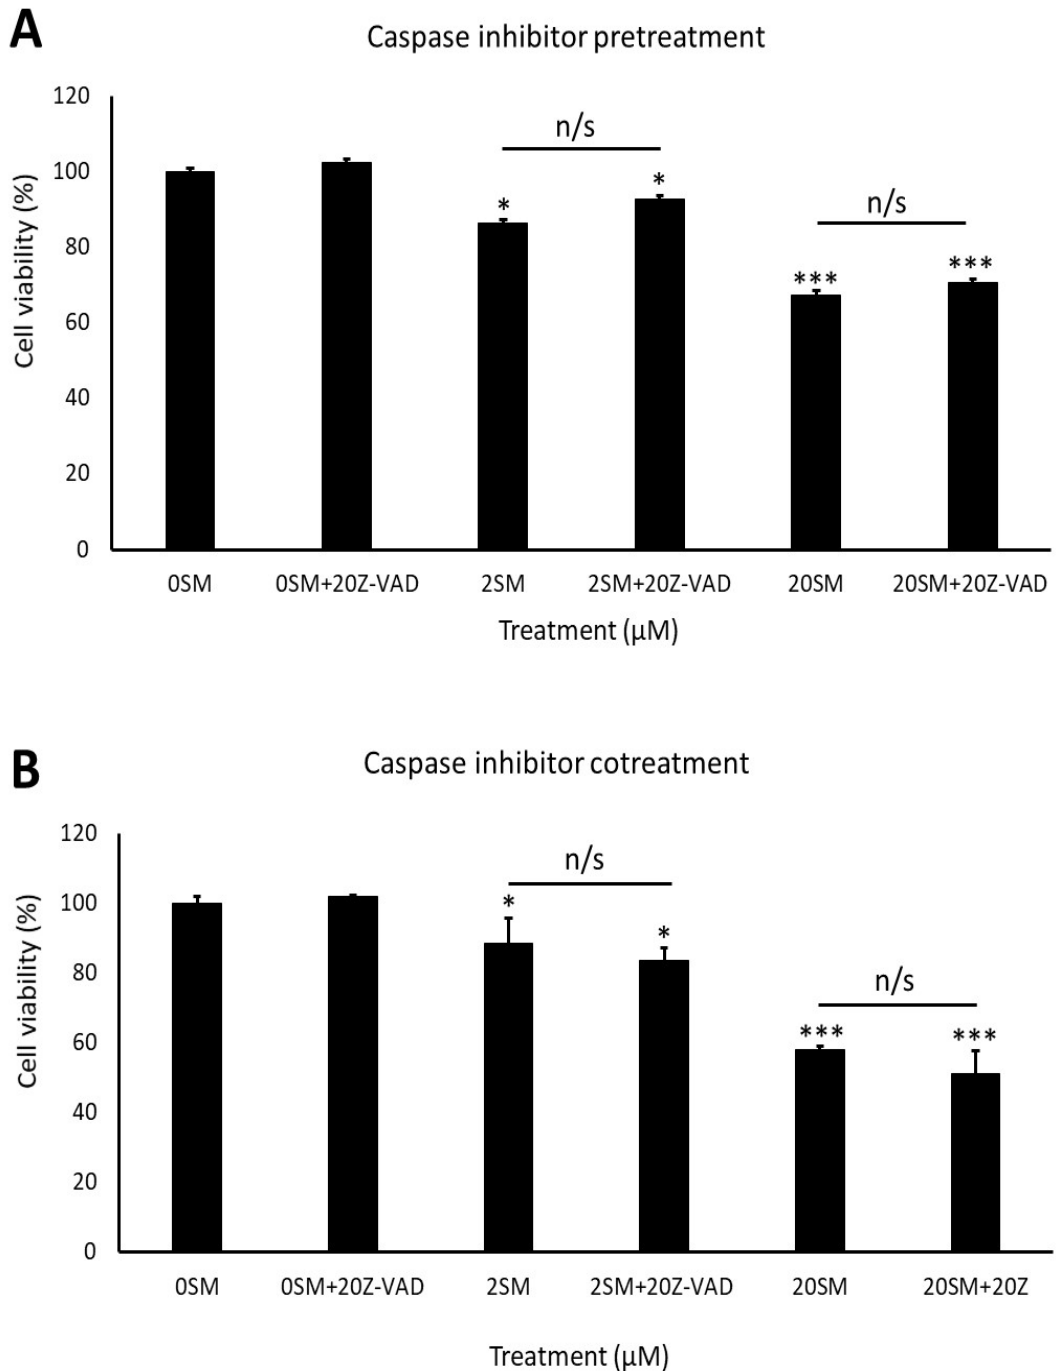 A
Caspase inhibitor pretreatment
120
100
80
60
40
20
0
Cell viability (%)
n/s
*
*
n/s
***
***
0SM 0SM+20Z-VAD 2SM 2SM+20Z-VAD 20SM 20SM+20Z-VAD
Treatment (µM)
B
Caspase inhibitor cotreatment
120
100
80
60
40
20
0
Cell viability (%)
n/s
*
*
n/s
***
***
0SM 0SM+20Z-VAD 2SM 2SM+20Z-VAD 20SM 20SM+20Z
Treatment (µM)